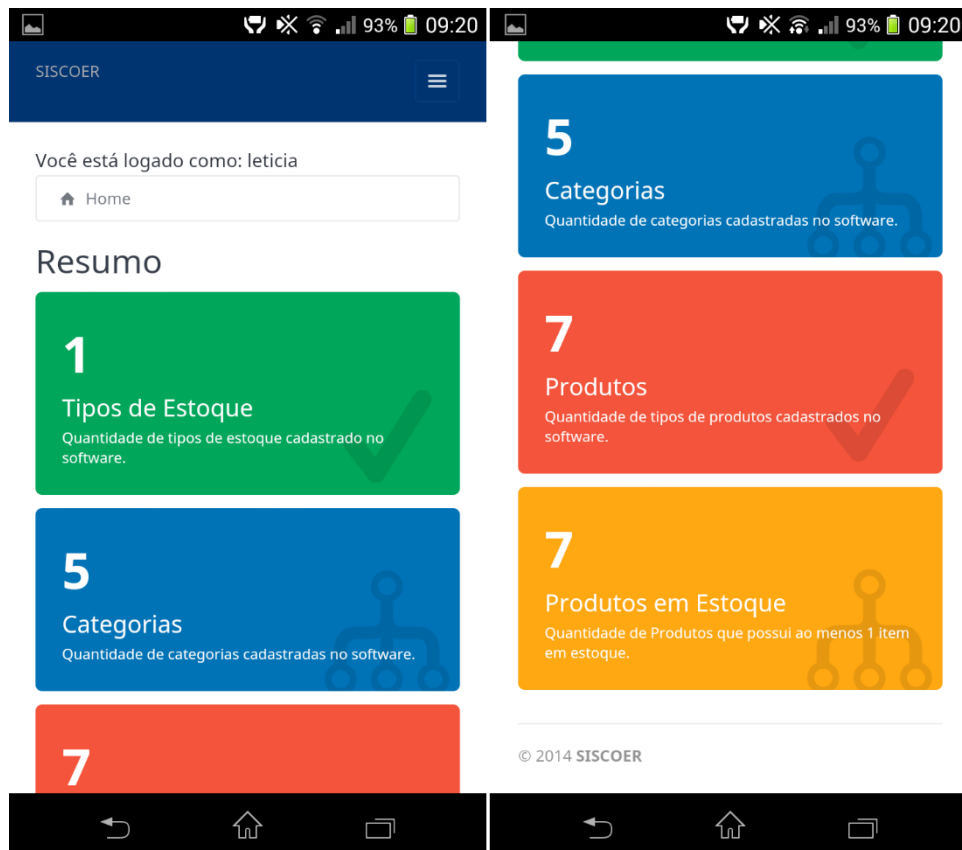 93% 09:20
SISCOER
Você está logado como: leticia
Home
Resumo
1
Tipos de Estoque
Quantidade de tipos de estoque cadastrado no
software.
5
Categorias
Quantidade de categorias cadastradas no software.
7
93% 09:20
5
Categorias
Quantidade de categorias cadastradas no software.
7
Produtos
Quantidade de tipos de produtos cadastrados no
software.
7
Produtos em Estoque
Quantidade de Produtos que possui ao menos 1 item
em estoque.
© 2014 SISCOER